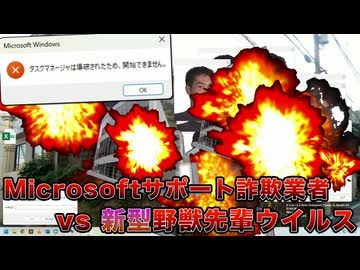 Microsoft Windows
タスクマネージャは爆破されたため、開始できません。
OK
Microsoftサポート詐欺業者
vs 新型野獣先輩ウイルス